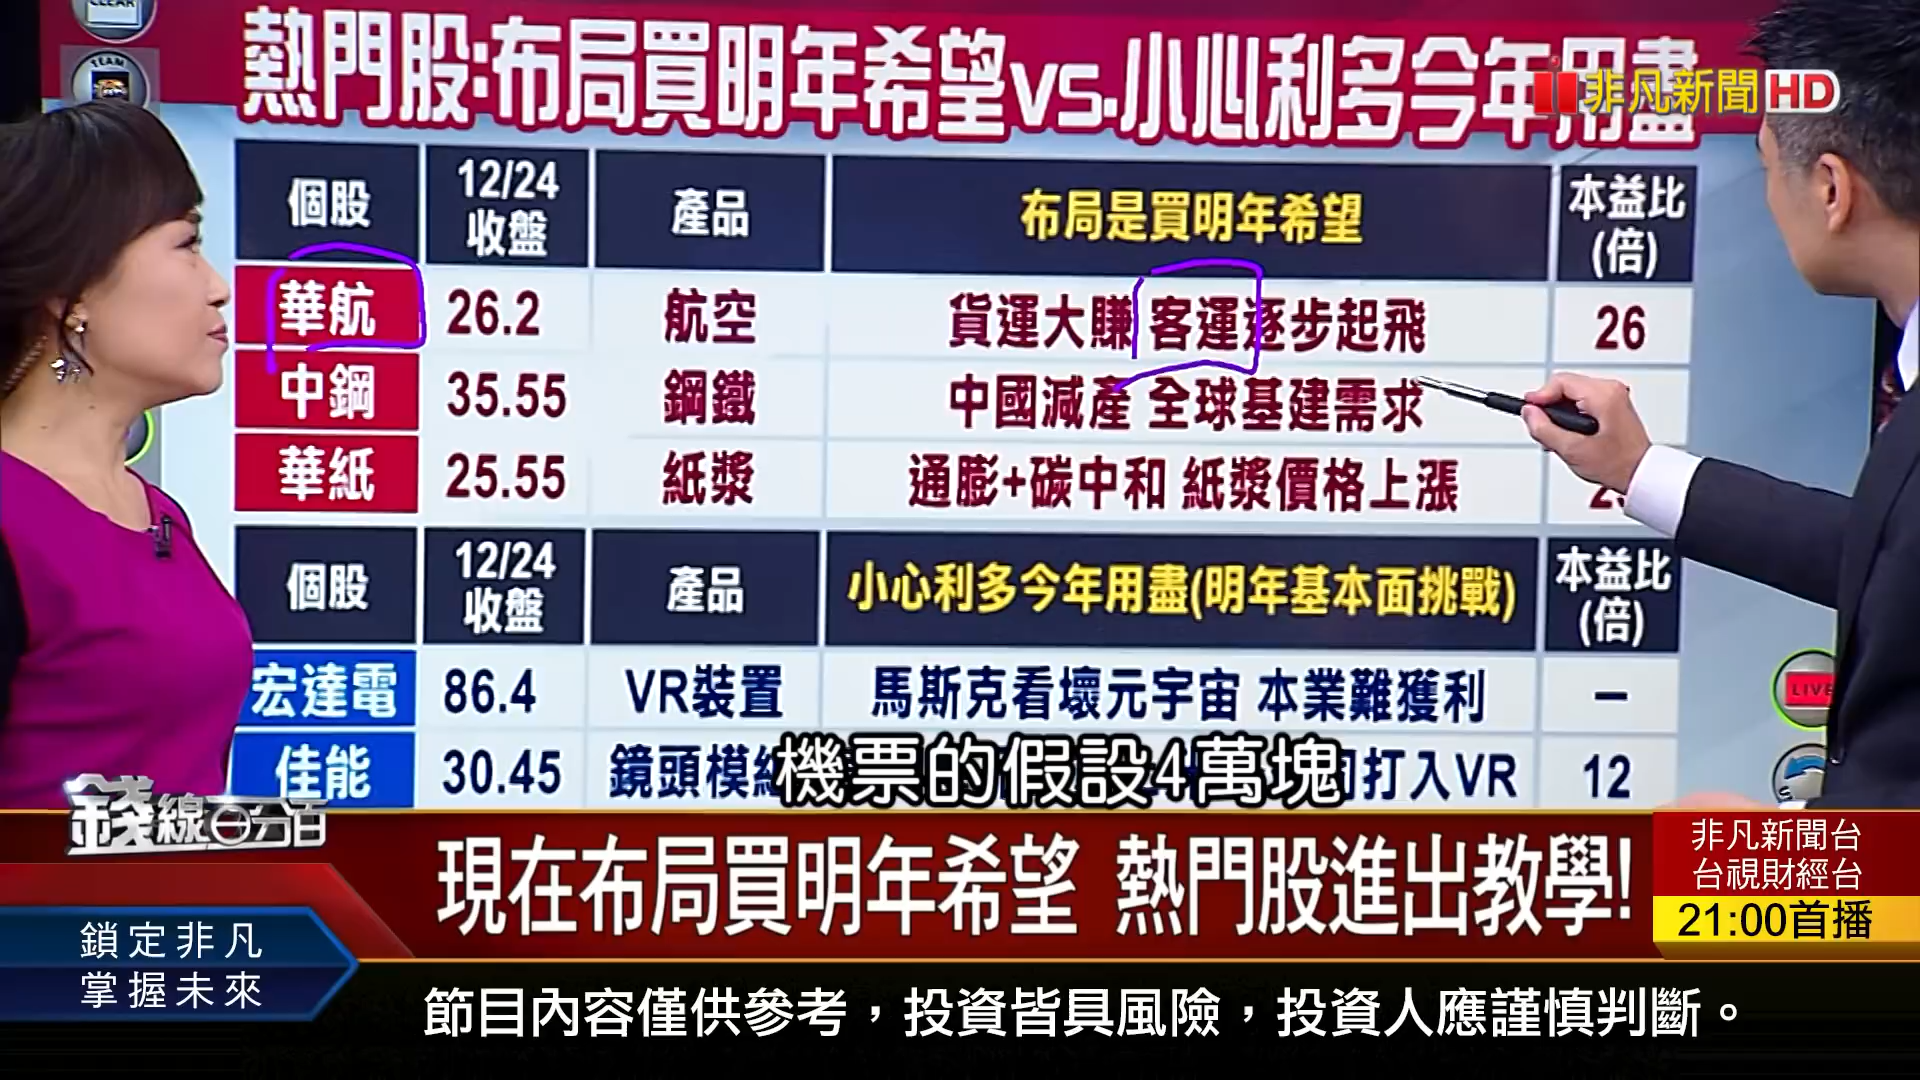 CLEAR
TEAM
熱門股:布局買明年希望vs.小心利多今年用盡
非凡新聞HD
個股 12/24收盤 產品 布局是買明年希望 本益比(倍)
華航 26.2 航空 貨運大賺 客運逐步起飛 26
中鋼 35.55 鋼鐵 中國減產 全球基建需求
華紙 25.55 紙漿 通膨+碳中和 紙漿價格上漲
個股 12/24收盤 產品 小心利多今年用盡(明年基本面挑戰) 本益比(倍)
宏達電 86.4 VR裝置 馬斯克看壞元宇宙 本業難獲利 —
LIVE
佳能 30.45 鏡頭模組 打入VR 12
機票的假設4萬塊
錢線百分百
現在布局買明年希望 熱門股進出教學!
非凡新聞台
台視財經台
21:00首播
鎖定非凡
掌握未來
節目內容僅供參考，投資皆具風險，投資人應謹慎判斷。